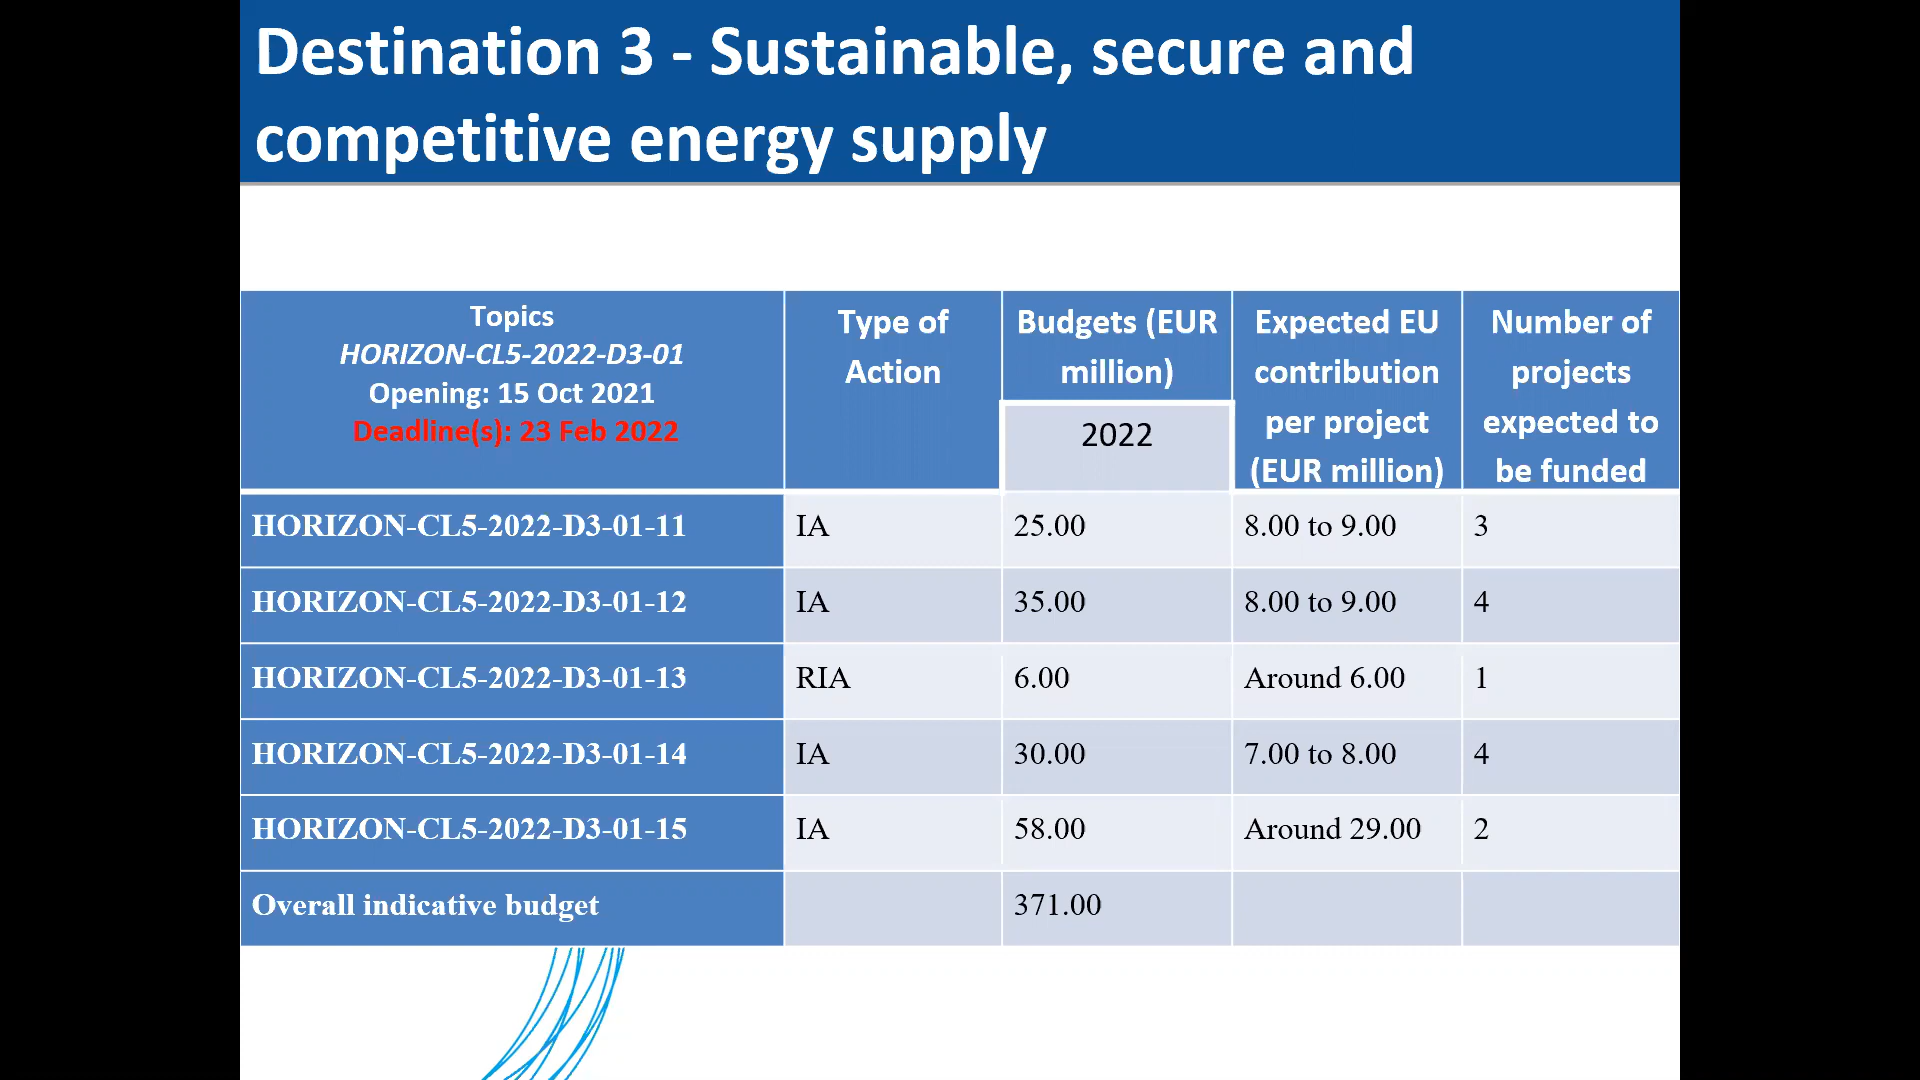 Destination 3 - Sustainable, secure and
competitive energy supply
Topics
HORIZON-CL5-2022-D3-01
Opening: 15 Oct 2021
Deadline(s): 23 Feb 2022
Type of
Action
Budgets (EUR
million)
2022
Expected EU
contribution
per project
(EUR million)
Number of
projects
expected to
be funded
HORIZON-CL5-2022-D3-01-11 IA 25.00 8.00 to 9.00 3
HORIZON-CL5-2022-D3-01-12 IA 35.00 8.00 to 9.00 4
HORIZON-CL5-2022-D3-01-13 RIA 6.00 Around 6.00 1
HORIZON-CL5-2022-D3-01-14 IA 30.00 7.00 to 8.00 4
HORIZON-CL5-2022-D3-01-15 IA 58.00 Around 29.00 2
Overall indicative budget 371.00